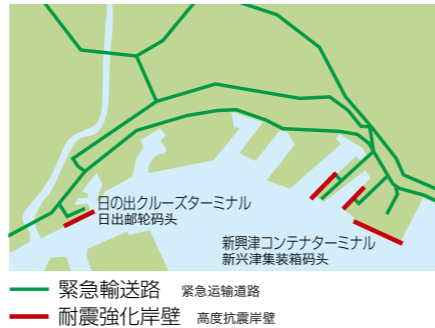 日の出クルーズターミナル
日出邮轮码头
新興津コンテナターミナル
新兴津集装箱码头
緊急輸送路 紧急运输道路
耐震強化岸壁 高度抗震岸壁